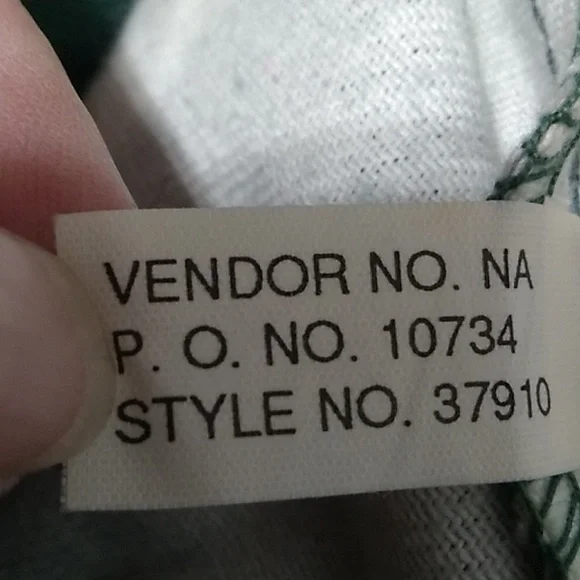 VENDOR NO. NA
P. O. NO. 10734
STYLE NO. 37910